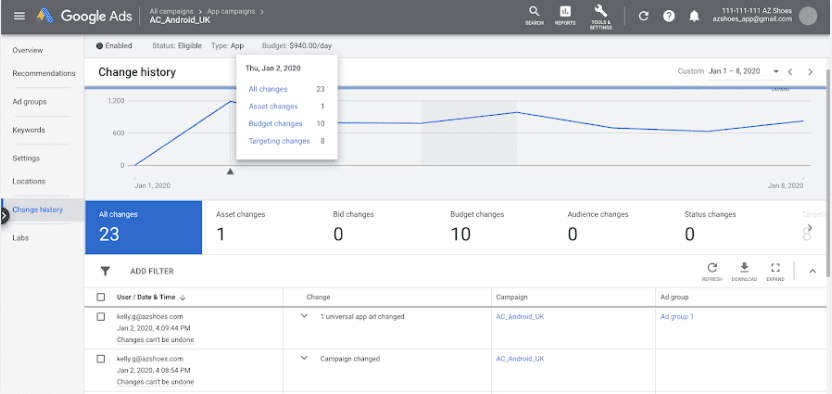 Google Ads
All campaigns > App campaigns >
AC_Android_UK
SEARCH
REPORTS
TOOLS &
SETTINGS
111-111-111 AZ Shoes
azshoes_app@gmail.com
Enabled Status: Eligible Type: App Budget: $940.00/day
Overview
Recommendations
Ad groups
Keywords
Settings
Locations
Change history
Labs
Change history
Custom Jan 1 – 8, 2020
Thu, Jan 2, 2020
All changes 23
Asset changes 1
Budget changes 10
Targeting changes 8
1,200
600
0
Jan 1, 2020
Jan 8, 2020
All changes
23
Asset changes
1
Bid changes
0
Budget changes
10
Audience changes
0
Status changes
0
8
ADD FILTER
REFRESH
DOWNLOAD
EXPAND
User / Date & Time Change Campaign Ad group
kelly.g@azshoes.com 1 universal app ad changed AC_Android_UK Ad group 1
Jan 2, 2020, 4:09:44 PM
Changes can't be undone
kelly.g@azshoes.com Campaign changed AC_Android_UK
Jan 2, 2020, 4:08:54 PM
Changes can't be undone